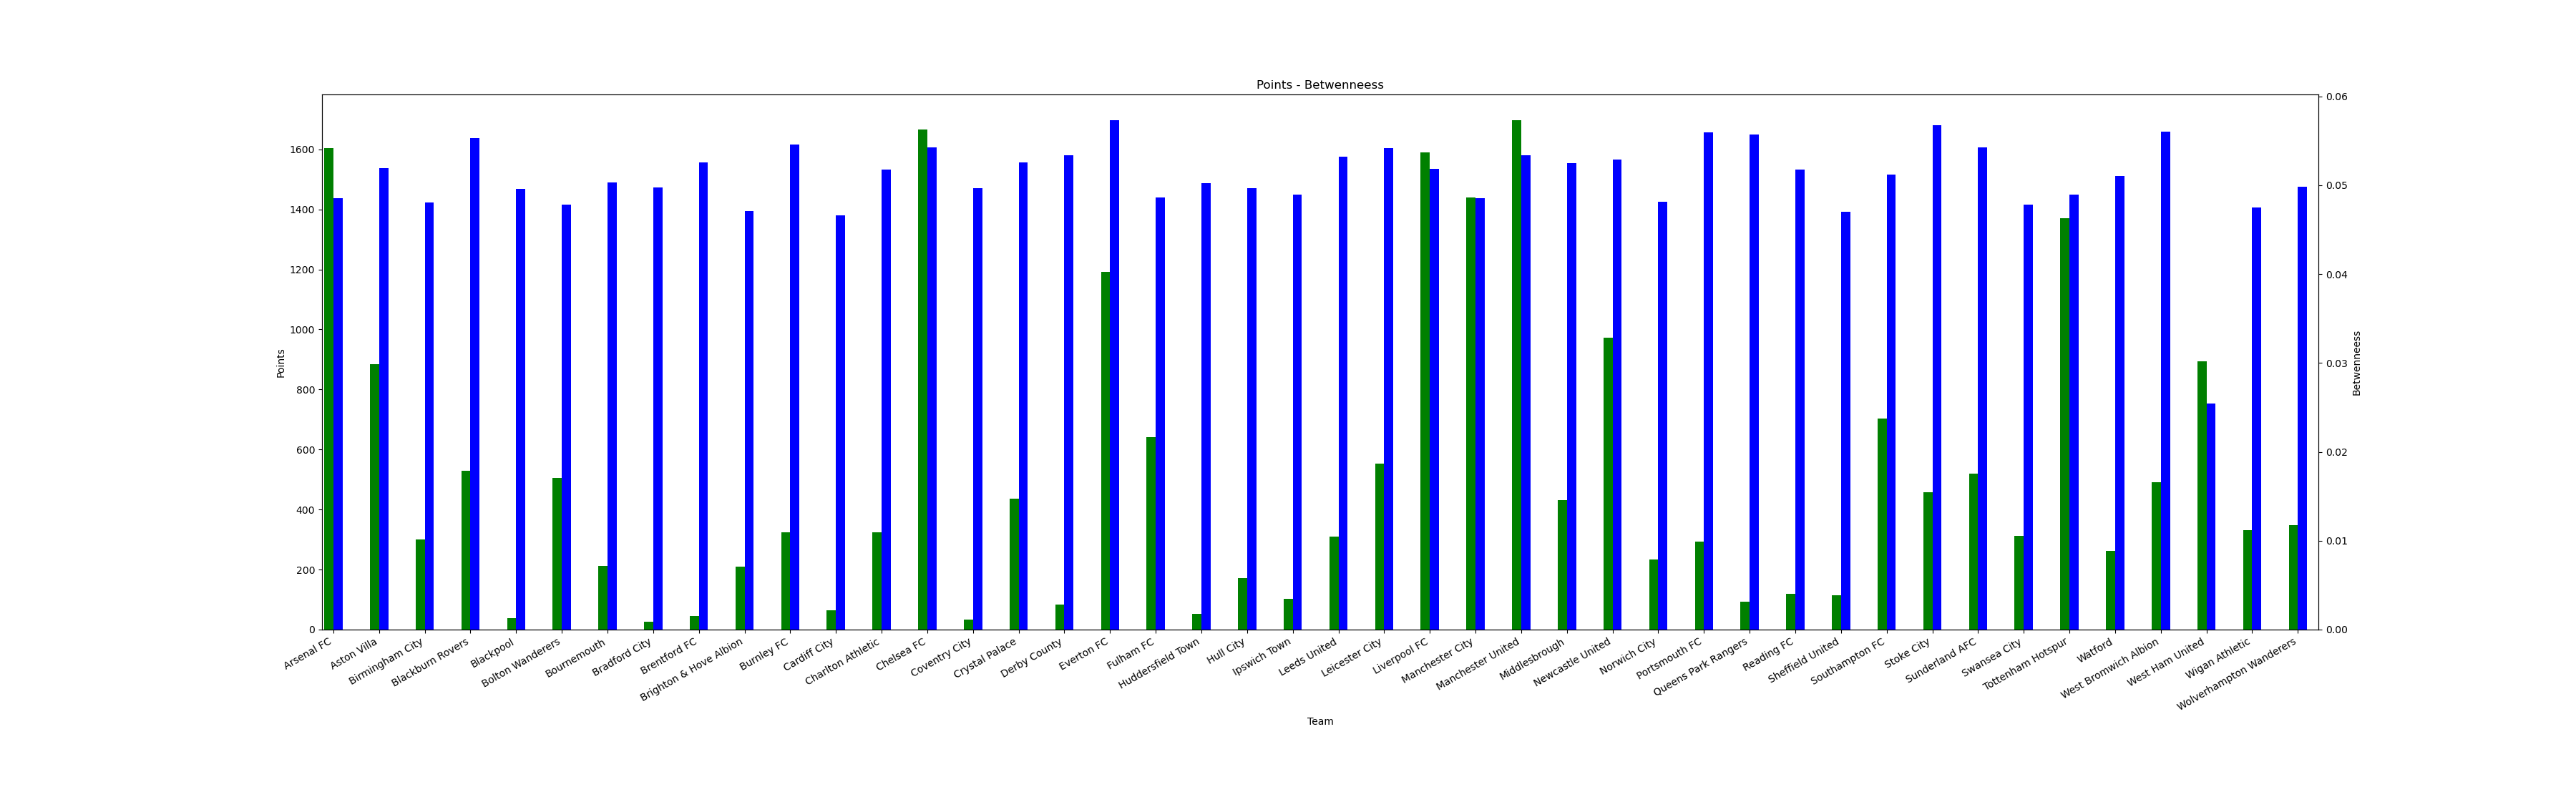 Points - Betwenneess
1600
1400
1200
1000
800
600
400
200
0
Points
0.06
0.05
0.04
0.03
0.02
0.01
0.00
Betwenneess
Arsenal FC
Aston Villa
Birmingham City
Blackburn Rovers
Blackpool
Bolton Wanderers
Bournemouth
Bradford City
Brentford FC
Brighton & Hove Albion
Burnley FC
Cardiff City
Charlton Athletic
Chelsea FC
Coventry City
Crystal Palace
Derby County
Everton FC
Fulham FC
Huddersfield Town
Hull City
Ipswich Town
Leeds United
Leicester City
Liverpool FC
Manchester City
Manchester United
Middlesbrough
Newcastle United
Norwich City
Portsmouth FC
Queens Park Rangers
Reading FC
Sheffield United
Southampton FC
Stoke City
Sunderland AFC
Swansea City
Tottenham Hotspur
Watford
West Bromwich Albion
West Ham United
Wigan Athletic
Wolverhampton Wanderers
Team